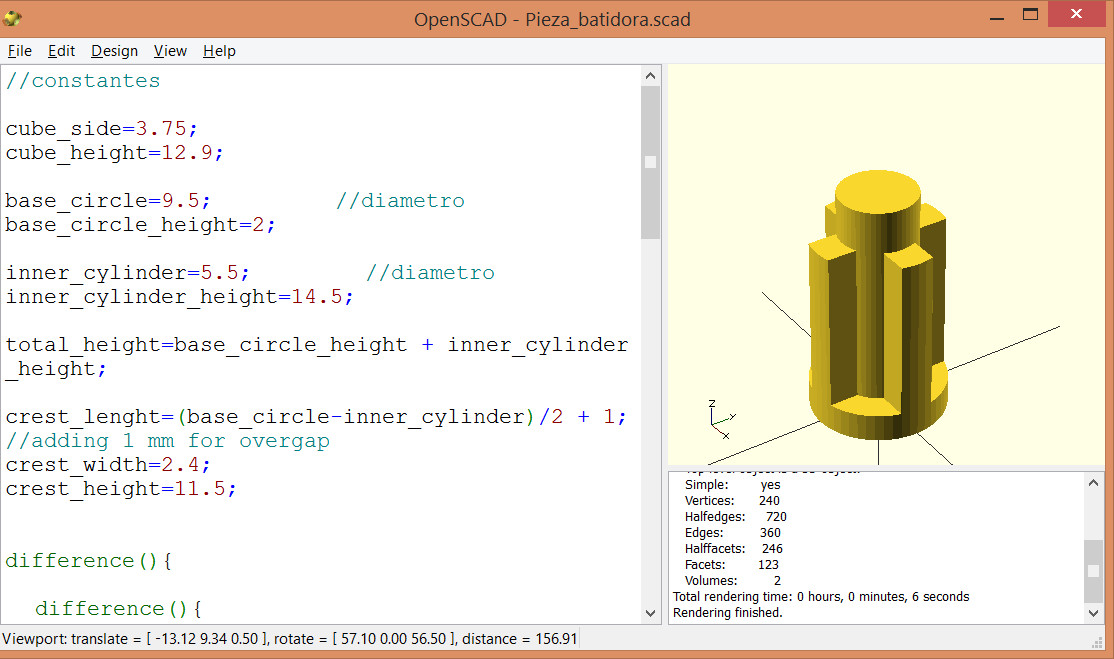 OpenSCAD - Pieza_batidora.scad
File Edit Design View Help
//constantes
cube_side=3.75;
cube_height=12.9;
base_circle=9.5; //diametro
base_circle_height=2;
inner_cylinder=5.5; //diametro
inner_cylinder_height=14.5;
total_height=base_circle_height + inner_cylinder
_height;
crest_lenght=(base_circle-inner_cylinder)/2 + 1;
//adding 1 mm for overgap
crest_width=2.4;
crest_height=11.5;
difference(){
difference(){
Z
Y
X
Simple: yes
Vertices: 240
Halfedges: 720
Edges: 360
Halffacets: 246
Facets: 123
Volumes: 2
Total rendering time: 0 hours, 0 minutes, 6 seconds
Rendering finished.
Viewport: translate = [ -13.12 9.34 0.50 ], rotate = [ 57.10 0.00 56.50 ], distance = 156.91